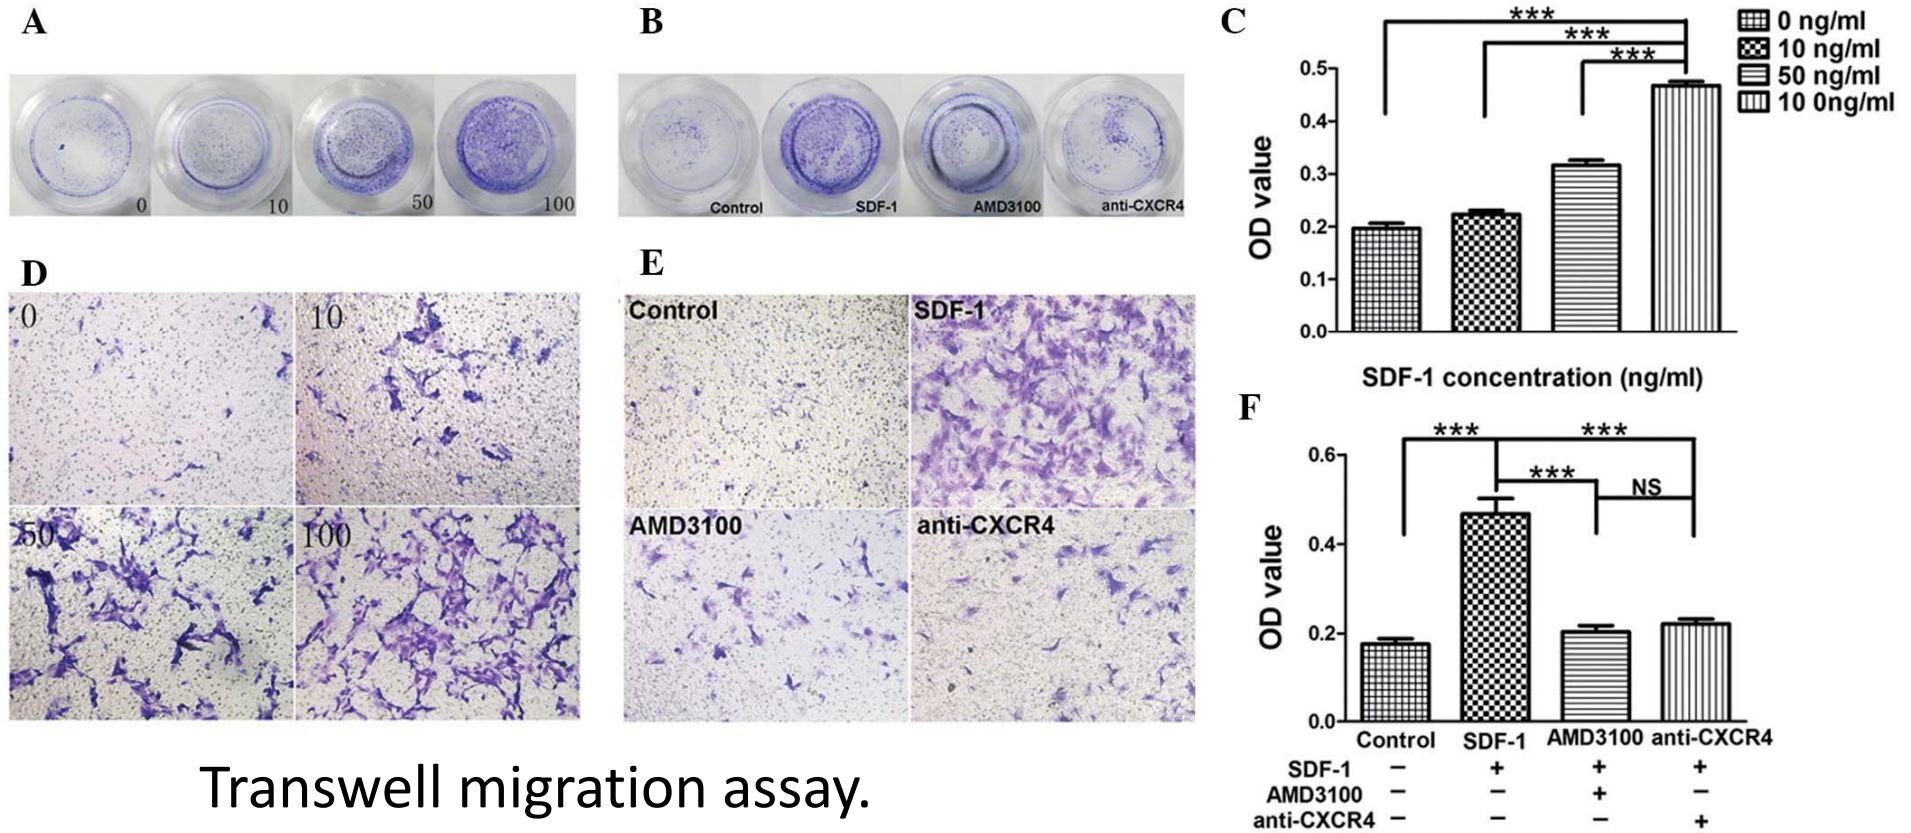 A
0
10
50
100
B
Control
SDF-1
AMD3100
anti-CXCR4
C
***
***
***
0 ng/ml
10 ng/ml
50 ng/ml
10 0ng/ml
0.5
0.4
0.3
0.2
0.1
0.0
OD value
SDF-1 concentration (ng/ml)
D
0
10
50
100
E
Control
SDF-1
AMD3100
anti-CXCR4
F
*** ***
***
NS
0.6
0.4
0.2
0.0
OD value
Control SDF-1 AMD3100 anti-CXCR4
SDF-1 − + + +
AMD3100 − − + −
anti-CXCR4 − − − +
Transwell migration assay.